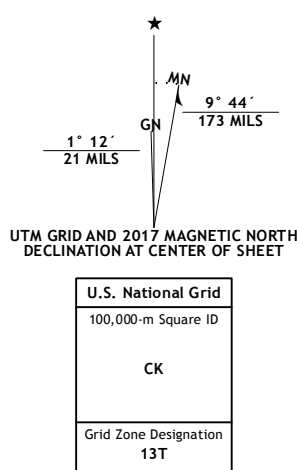 ★
MN
9° 44´
173 MILS
GN
1° 12´
21 MILS
UTM GRID AND 2017 MAGNETIC NORTH
DECLINATION AT CENTER OF SHEET
U.S. National Grid
100,000-m Square ID
CK
Grid Zone Designation
13T